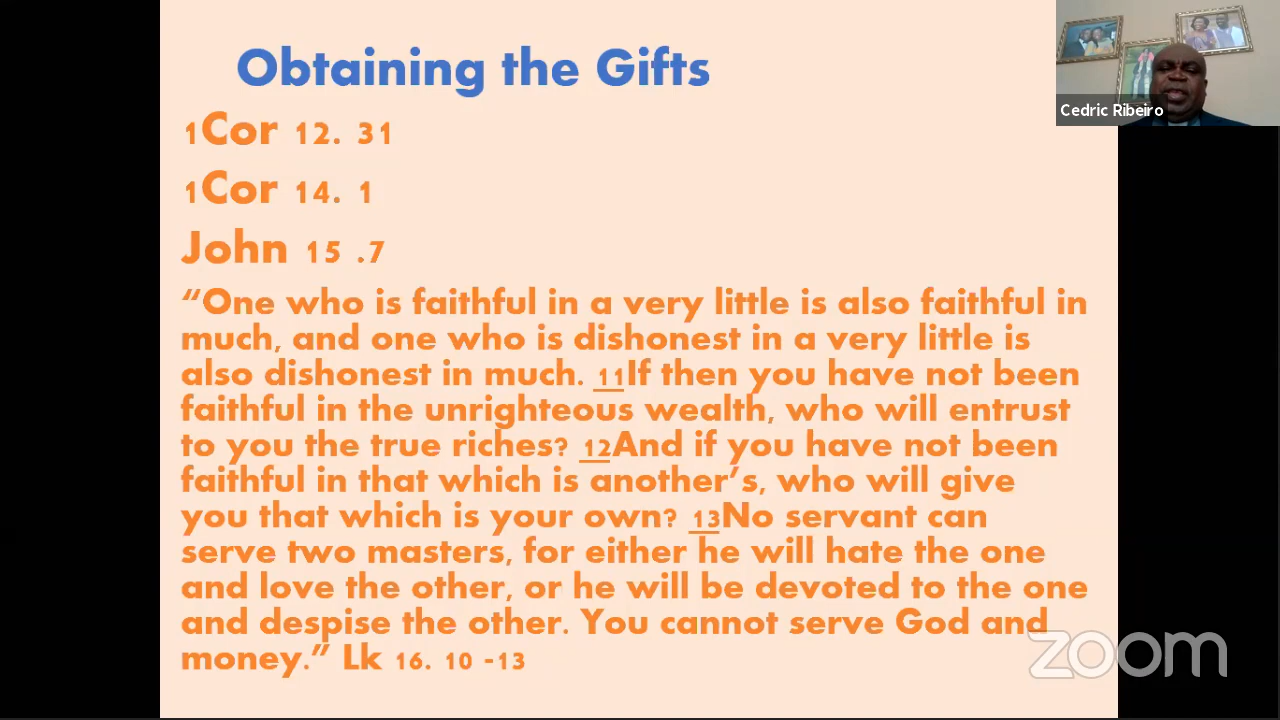 Obtaining the Gifts
1Cor 12. 31
1Cor 14. 1
John 15 .7
“One who is faithful in a very little is also faithful in
much, and one who is dishonest in a very little is
also dishonest in much. 11If then you have not been
faithful in the unrighteous wealth, who will entrust
to you the true riches? 12And if you have not been
faithful in that which is another’s, who will give
you that which is your own? 13No servant can
serve two masters, for either he will hate the one
and love the other, or he will be devoted to the one
and despise the other. You cannot serve God and
money.” Lk 16. 10 -13
Cedric Ribeiro
zoom